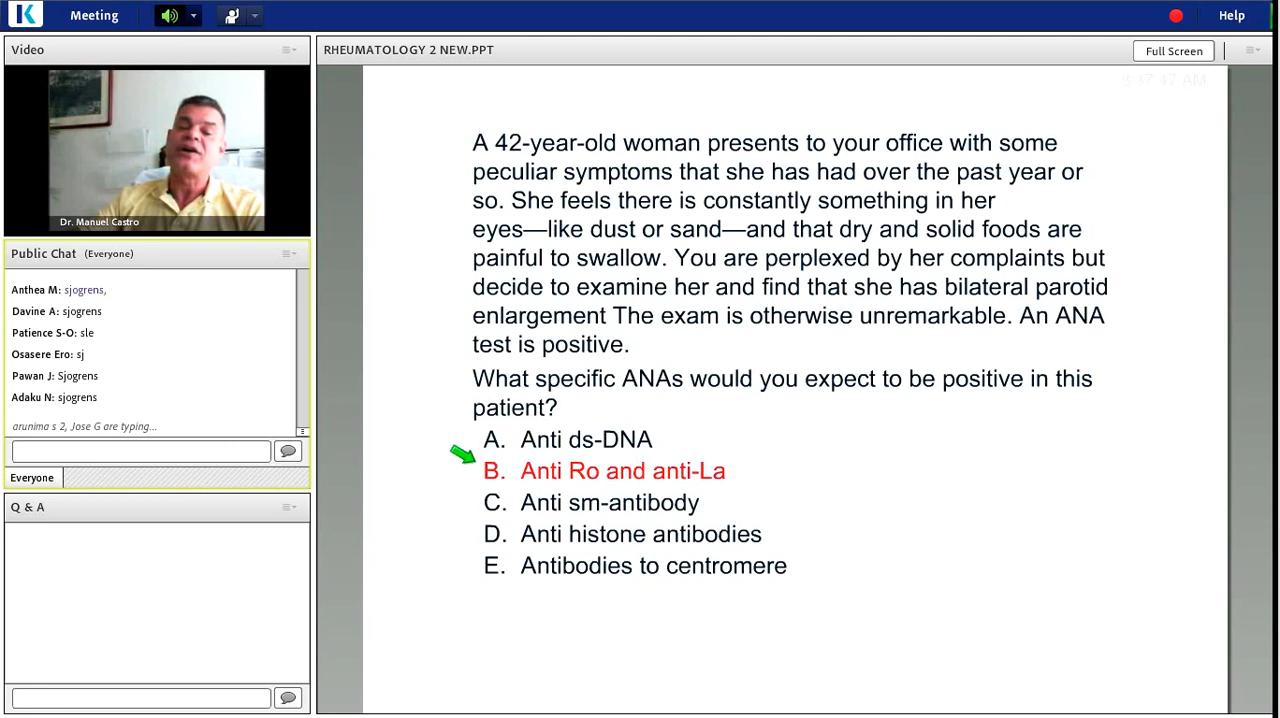 K Meeting Help
Video
Dr. Manuel Castro
Public Chat (Everyone)
Anthea M: sjogrens,
Davine A: sjogrens
Patience S-O: sle
Osasere Ero: sj
Pawan J: Sjogrens
Adaku N: sjogrens
arunima s 2, Jose G are typing...
Everyone
Q & A
RHEUMATOLOGY 2 NEW.PPT Full Screen
A 42-year-old woman presents to your office with some
peculiar symptoms that she has had over the past year or
so. She feels there is constantly something in her
eyes—like dust or sand—and that dry and solid foods are
painful to swallow. You are perplexed by her complaints but
decide to examine her and find that she has bilateral parotid
enlargement The exam is otherwise unremarkable. An ANA
test is positive.
What specific ANAs would you expect to be positive in this
patient?
A. Anti ds-DNA
B. Anti Ro and anti-La
C. Anti sm-antibody
D. Anti histone antibodies
E. Antibodies to centromere